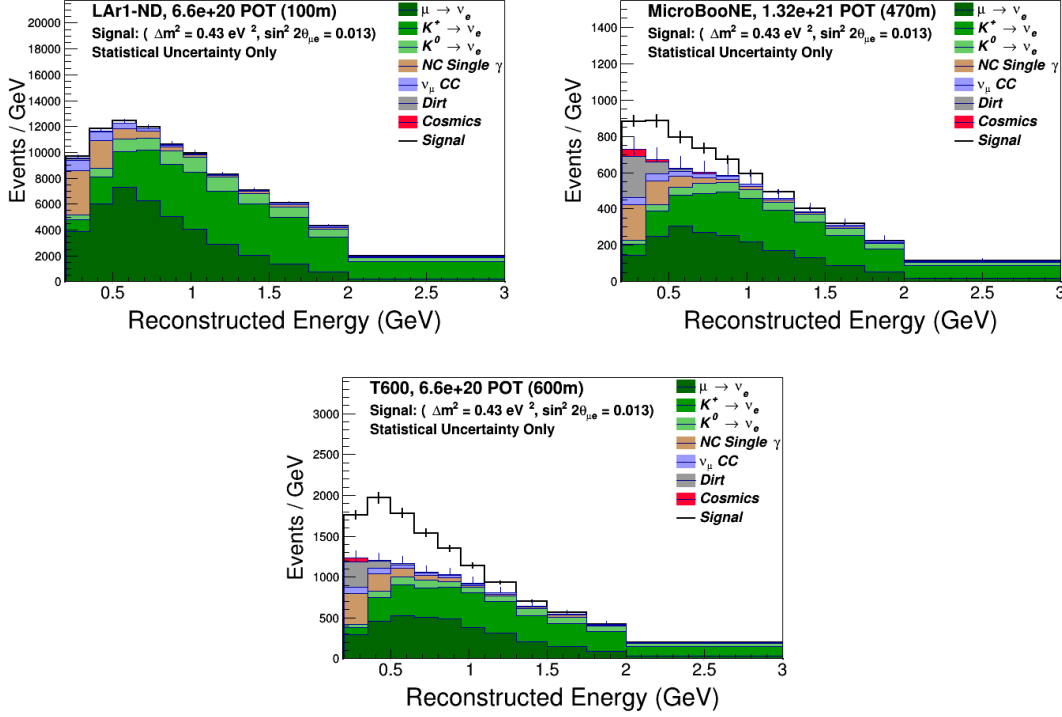 LAr1-ND, 6.6e+20 POT (100m)
Signal: ( Δm² = 0.43 eV ², sin² 2θμe = 0.013)
Statistical Uncertainty Only
μ → νe
K⁺ → νe
K⁰ → νe
NC Single γ
νμ CC
Dirt
Cosmics
Signal
Events / GeV
20000
18000
16000
14000
12000
10000
8000
6000
4000
2000
0
0.5 1 1.5 2 2.5 3
Reconstructed Energy (GeV)
MicroBooNE, 1.32e+21 POT (470m)
Signal: ( Δm² = 0.43 eV ², sin² 2θμe = 0.013)
Statistical Uncertainty Only
μ → νe
K⁺ → νe
K⁰ → νe
NC Single γ
νμ CC
Dirt
Cosmics
Signal
Events / GeV
1400
1200
1000
800
600
400
200
0
0.5 1 1.5 2 2.5 3
Reconstructed Energy (GeV)
T600, 6.6e+20 POT (600m)
Signal: ( Δm² = 0.43 eV ², sin² 2θμe = 0.013)
Statistical Uncertainty Only
μ → νe
K⁺ → νe
K⁰ → νe
NC Single γ
νμ CC
Dirt
Cosmics
Signal
Events / GeV
3000
2500
2000
1500
1000
500
0
0.5 1 1.5 2 2.5 3
Reconstructed Energy (GeV)